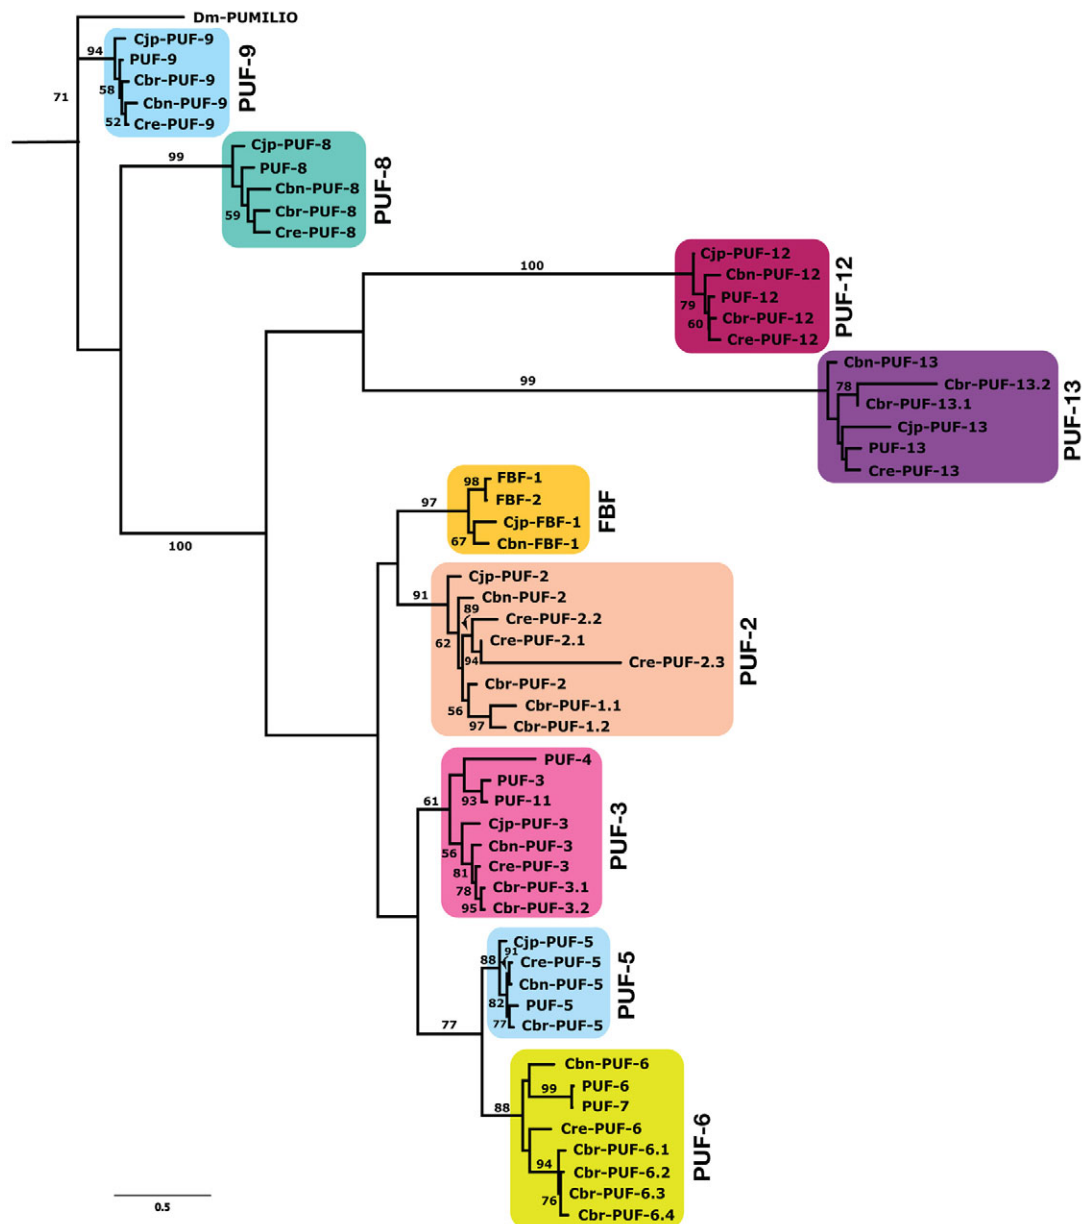 Dm-PUMILIO
94
Cjp-PUF-9
PUF-9
58
Cbr-PUF-9
71
Cbn-PUF-9
52
Cre-PUF-9
PUF-9
99
Cjp-PUF-8
PUF-8
Cbn-PUF-8
59
Cbr-PUF-8
Cre-PUF-8
PUF-8
100
Cjp-PUF-12
Cbn-PUF-12
79
PUF-12
60
Cbr-PUF-12
Cre-PUF-12
PUF-12
99
Cbn-PUF-13
78
Cbr-PUF-13.2
Cbr-PUF-13.1
Cjp-PUF-13
PUF-13
Cre-PUF-13
PUF-13
100
97
98
FBF-1
FBF-2
Cjp-FBF-1
67
Cbn-FBF-1
FBF
91
Cjp-PUF-2
Cbn-PUF-2
89
Cre-PUF-2.2
62
Cre-PUF-2.1
94
Cre-PUF-2.3
Cbr-PUF-2
56
Cbr-PUF-1.1
97
Cbr-PUF-1.2
PUF-2
61
PUF-4
PUF-3
93
PUF-11
Cjp-PUF-3
56
Cbn-PUF-3
81
Cre-PUF-3
78
Cbr-PUF-3.1
95
Cbr-PUF-3.2
PUF-3
77
88
Cjp-PUF-5
91
Cre-PUF-5
Cbn-PUF-5
82
PUF-5
77
Cbr-PUF-5
PUF-5
88
Cbn-PUF-6
99
PUF-6
PUF-7
Cre-PUF-6
Cbr-PUF-6.1
94
Cbr-PUF-6.2
76
Cbr-PUF-6.3
Cbr-PUF-6.4
PUF-6
0.5